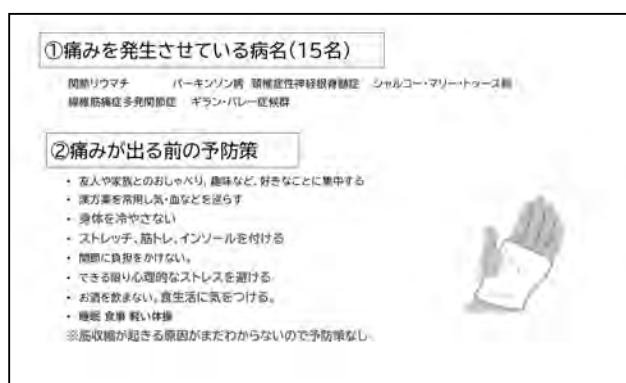 ①痛みを発生させている病名(15名)
関節リウマチ パーキンソン病 頚椎症性神経根脊髄症 シャルコー・マリー・トゥース病
線維筋痛症多発関節症 ギラン・バレー症候群
②痛みが出る前の予防策
・ 友人や家族とのおしゃべり、趣味など、好きなことに集中する
・ 漢方薬を常用し気・血などを巡らす
・ 身体を冷やさない
・ ストレッチ、筋トレ、インソールを付ける
・ 関節に負担をかけない。
・ できる限り心理的なストレスを避ける
・ お酒を飲まない。食生活に気をつける。
・ 睡眠 食事 軽い体操
※筋収縮が起きる原因がまだわからないので予防策なし